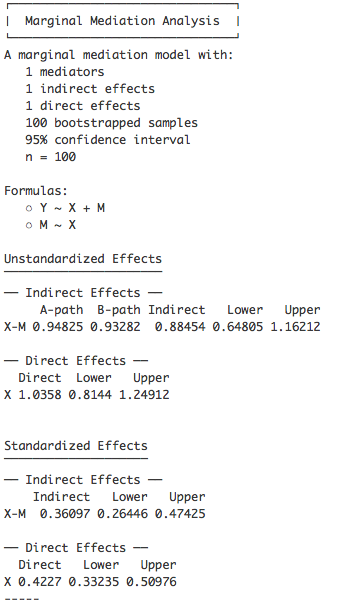 ┌────────────────────────────────┐
|  Marginal Mediation Analysis  |
└────────────────────────────────┘
A marginal mediation model with:
   1 mediators
   1 indirect effects
   1 direct effects
   100 bootstrapped samples
   95% confidence interval
   n = 100

Formulas:
   ○ Y ~ X + M
   ○ M ~ X

Unstandardized Effects
──────────────────────
── Indirect Effects ──
     A-path  B-path Indirect   Lower   Upper
X-M 0.94825 0.93282  0.88454 0.64805 1.16212

── Direct Effects ──
  Direct  Lower   Upper
X 1.0358 0.8144 1.24912


Standardized Effects
────────────────────
── Indirect Effects ──
    Indirect   Lower   Upper
X-M  0.36097 0.26446 0.47425

── Direct Effects ──
  Direct   Lower   Upper
X 0.4227 0.33235 0.50976
-----